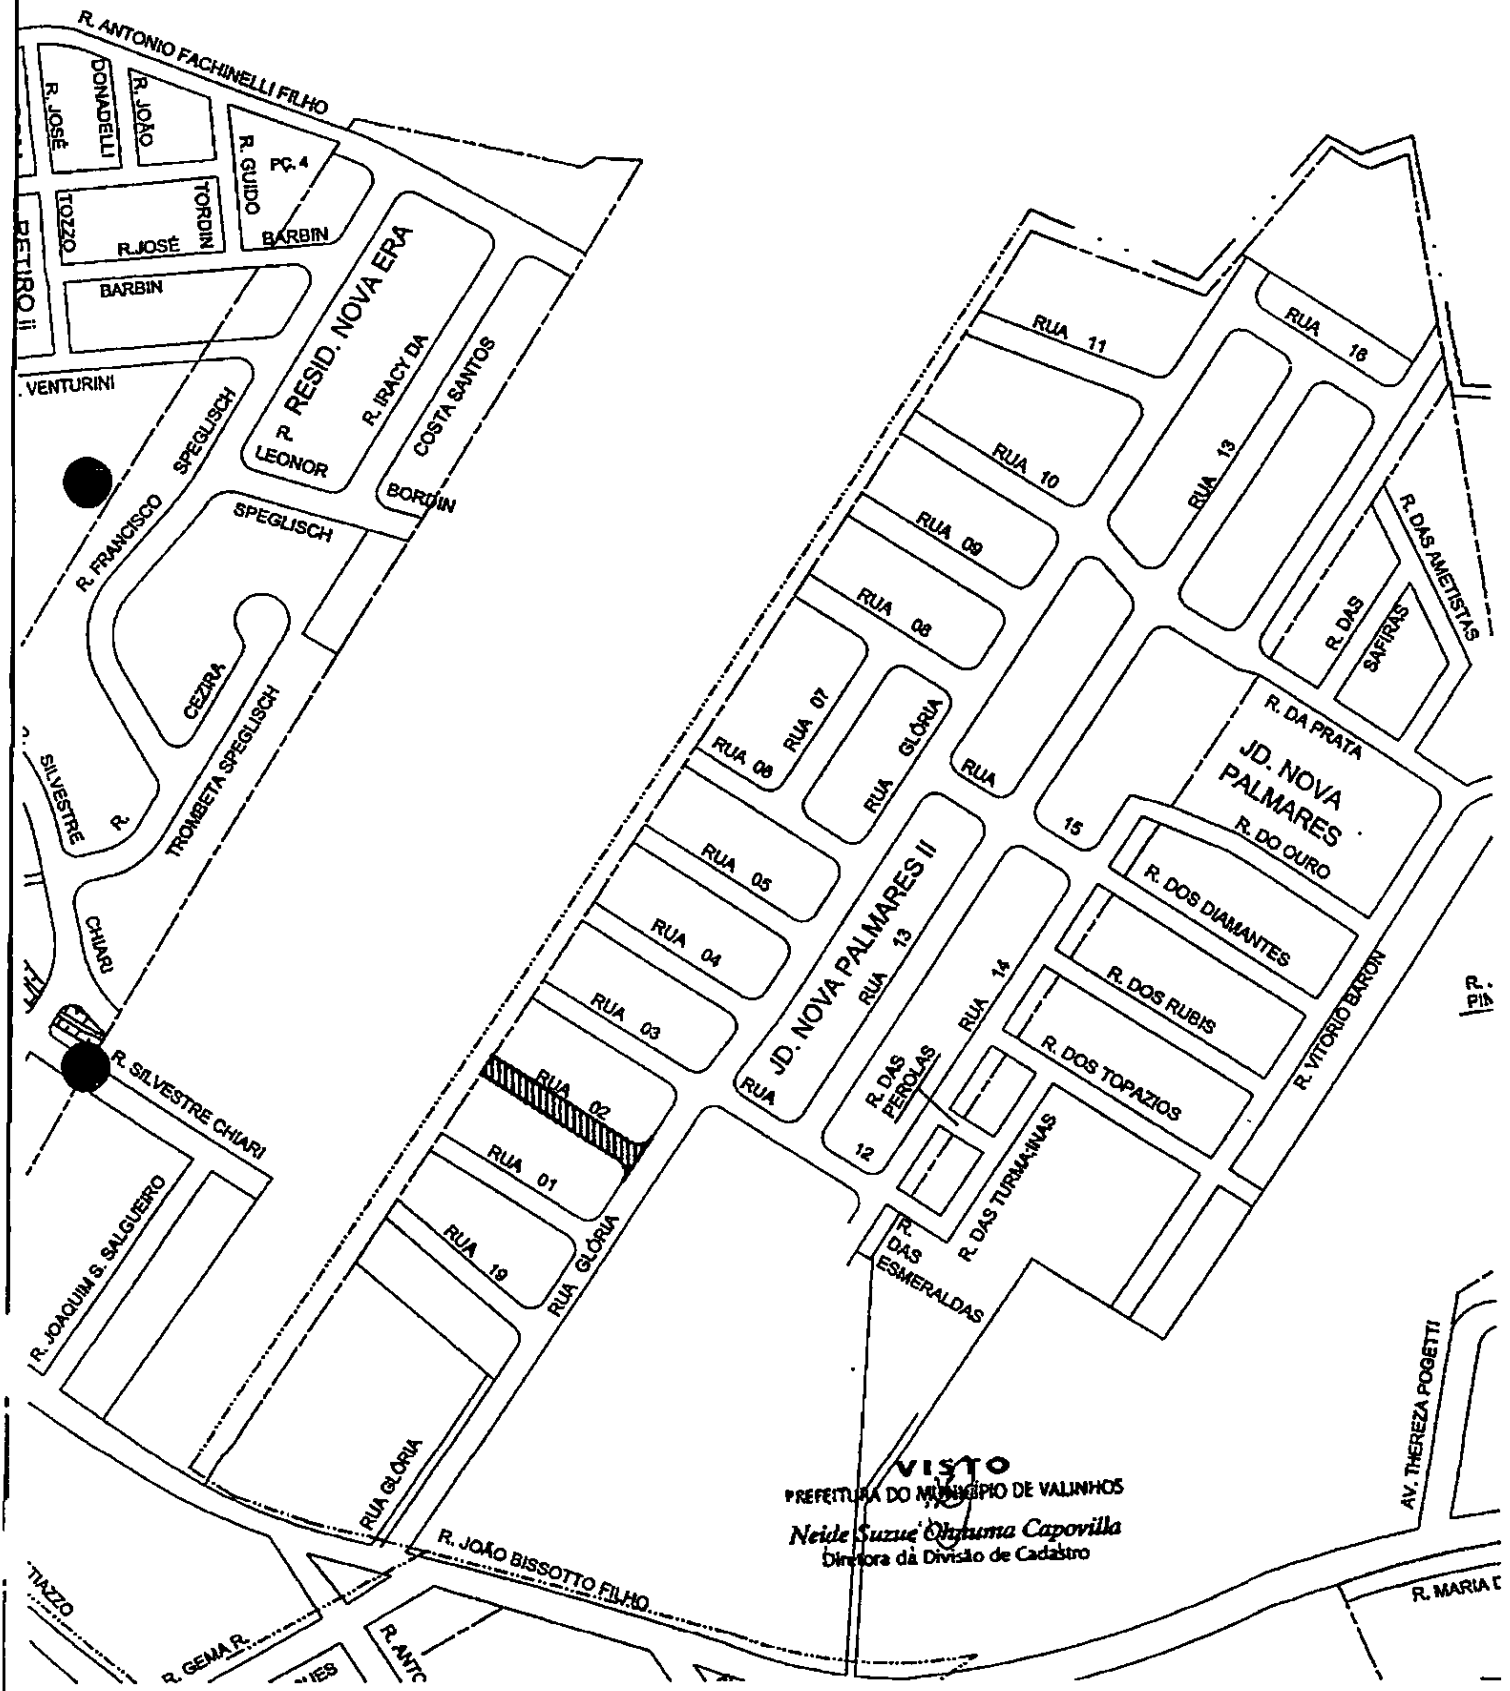 R. ANTONIO FACHINELLI FILHO
R. JOSÉ
DONADELLI
R. JOÃO
R. GUIDO
PÇ. 4
TOZZO
R.JOSÉ
TORDIN
BARBIN
BARBIN
RETIRO II
VENTURINI
RESID. NOVA ERA
R. IRACY DA
COSTA SANTOS
R.
LEONOR
BORDIN
SPEGLISCH
R. FRANCISCO
SPEGLISCH
CEZIRA
TROMBETA SPEGLISCH
R.
SILVESTRE
CHIARI
R. SILVESTRE CHIARI
R. JOAQUIM S. SALGUEIRO
RUA 11
RUA 16
RUA 10
RUA 13
RUA 09
RUA 08
RUA 07
RUA 06
RUA GLÓRIA
RUA
15
RUA 05
RUA 04
RUA 03
RUA 02
RUA 01
RUA 19
RUA GLÓRIA
RUA GLÓRIA
JD. NOVA PALMARES II
RUA 13
RUA 14
RUA
12
R. DAS AMETISTAS
R. DAS
SAFIRAS
R. DA PRATA
JD. NOVA
PALMARES
R. DO OURO
R. DOS DIAMANTES
R. DOS RUBIS
R. DOS TOPAZIOS
R. VITORIO BARON
R. DAS
PEROLAS
R. DAS TURMAINAS
R.
DAS
ESMERALDAS
R.
PIN
AV. THEREZA POGETTI
VISTO
PREFEITURA DO MUNICÍPIO DE VALINHOS
Neide Suzue Ohnuma Capovilla
Diretora da Divisão de Cadastro
R. JOÃO BISSOTTO FILHO
R. MARIA D
TIAZZO
R. GEMA R.
R. ANTO
UES